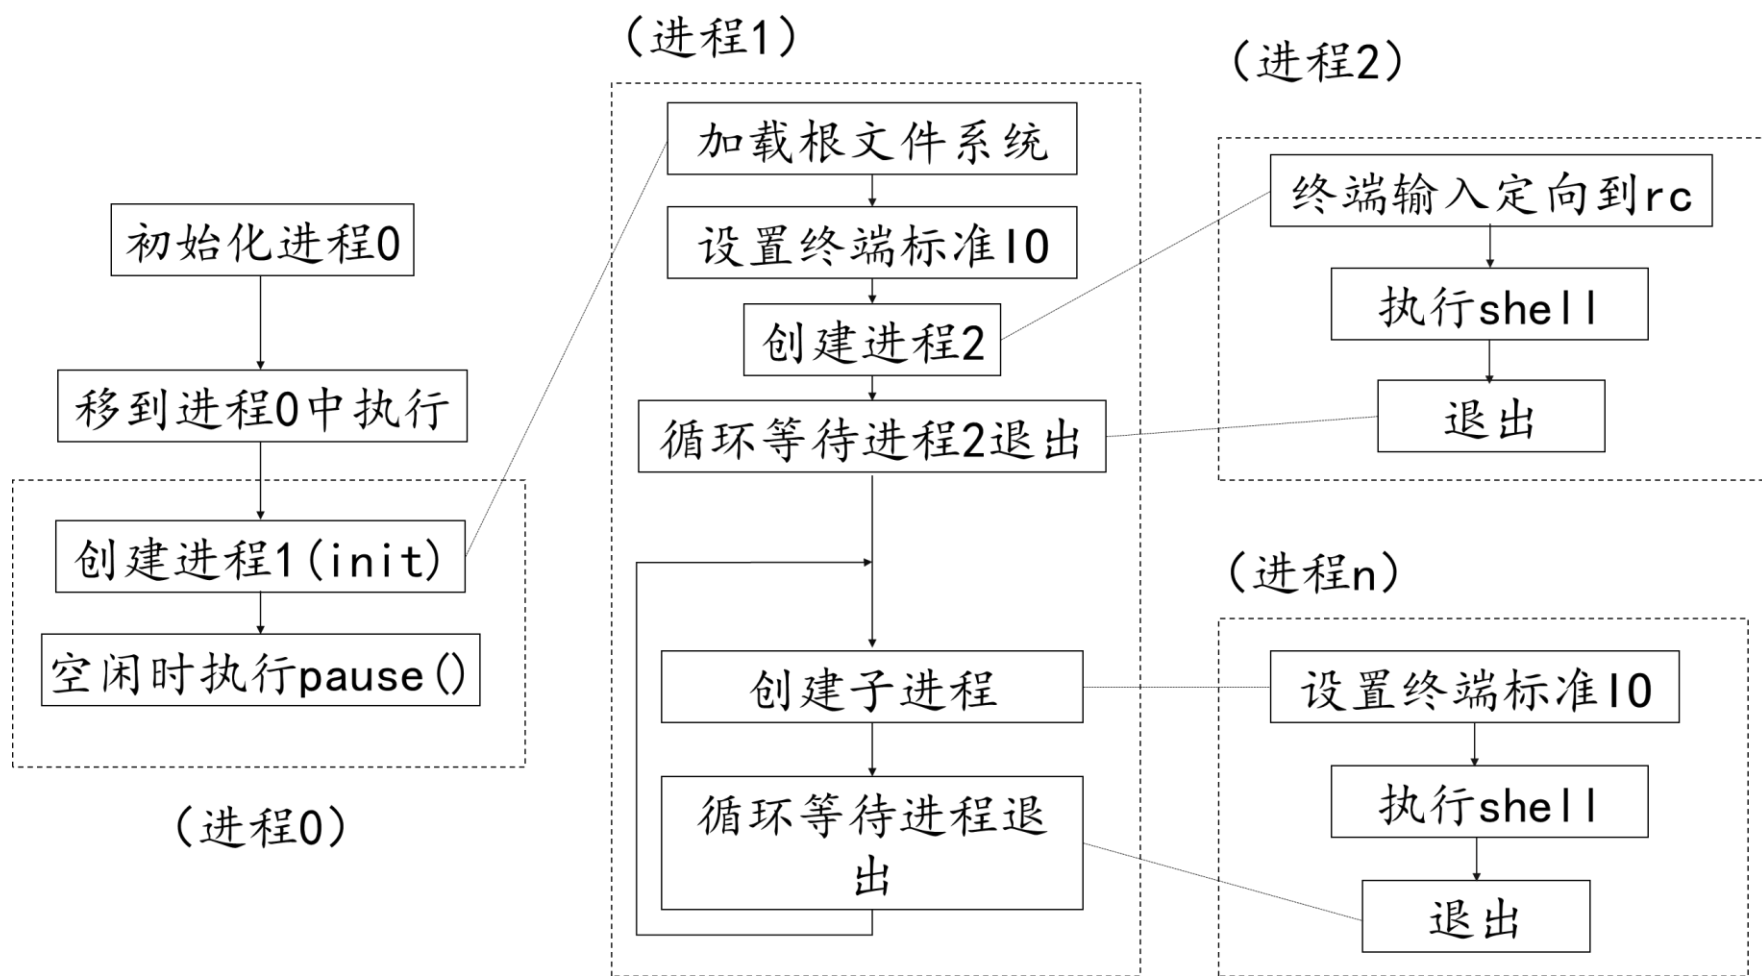 初始化进程0
移到进程0中执行
创建进程1(init)
空闲时执行pause()
(进程0)
(进程1)
加载根文件系统
设置终端标准IO
创建进程2
循环等待进程2退出
创建子进程
循环等待进程退
出
(进程2)
终端输入定向到rc
执行shell
退出
(进程n)
设置终端标准IO
执行shell
退出